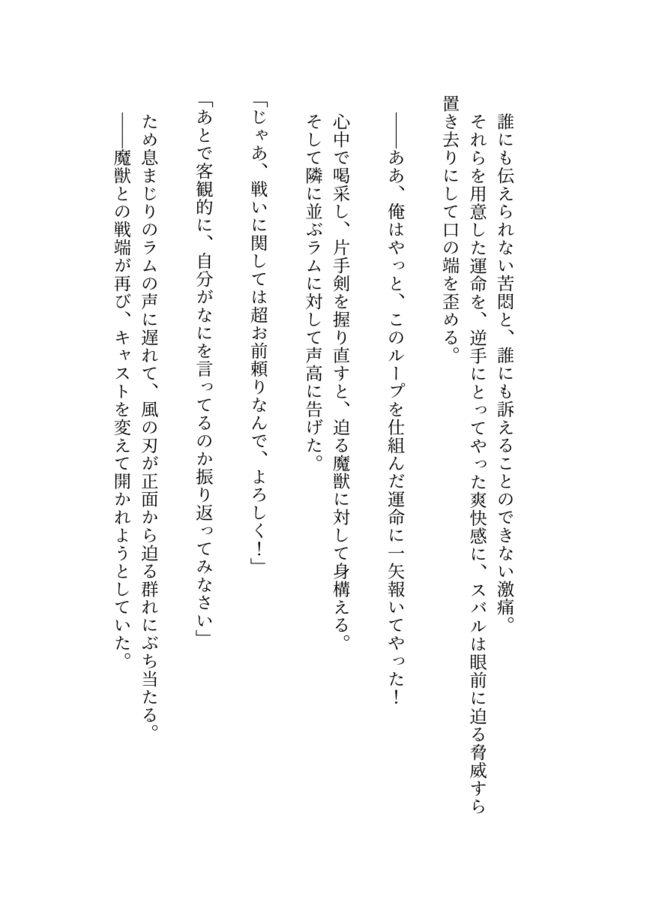 誰にも伝えられない苦悶と、誰にも訴えることのできない激痛。
それらを用意した運命を、逆手にとってやった爽快感に、スバルは眼前に迫る脅威すら
置き去りにして口の端を歪める。
――ああ、俺はやっと、このループを仕組んだ運命に一矢報いてやった！
心中で喝采し、片手剣を握り直すと、迫る魔獣に対して身構える。
そして隣に並ぶラムに対して声高に告げた。
「じゃあ、戦いに関しては超お前頼りなんで、よろしく！」
「あとで客観的に、自分がなにを言ってるのか振り返ってみなさい」
ため息まじりのラムの声に遅れて、風の刃が正面から迫る群れにぶち当たる。
――魔獣との戦端が再び、キャストを変えて開かれようとしていた。